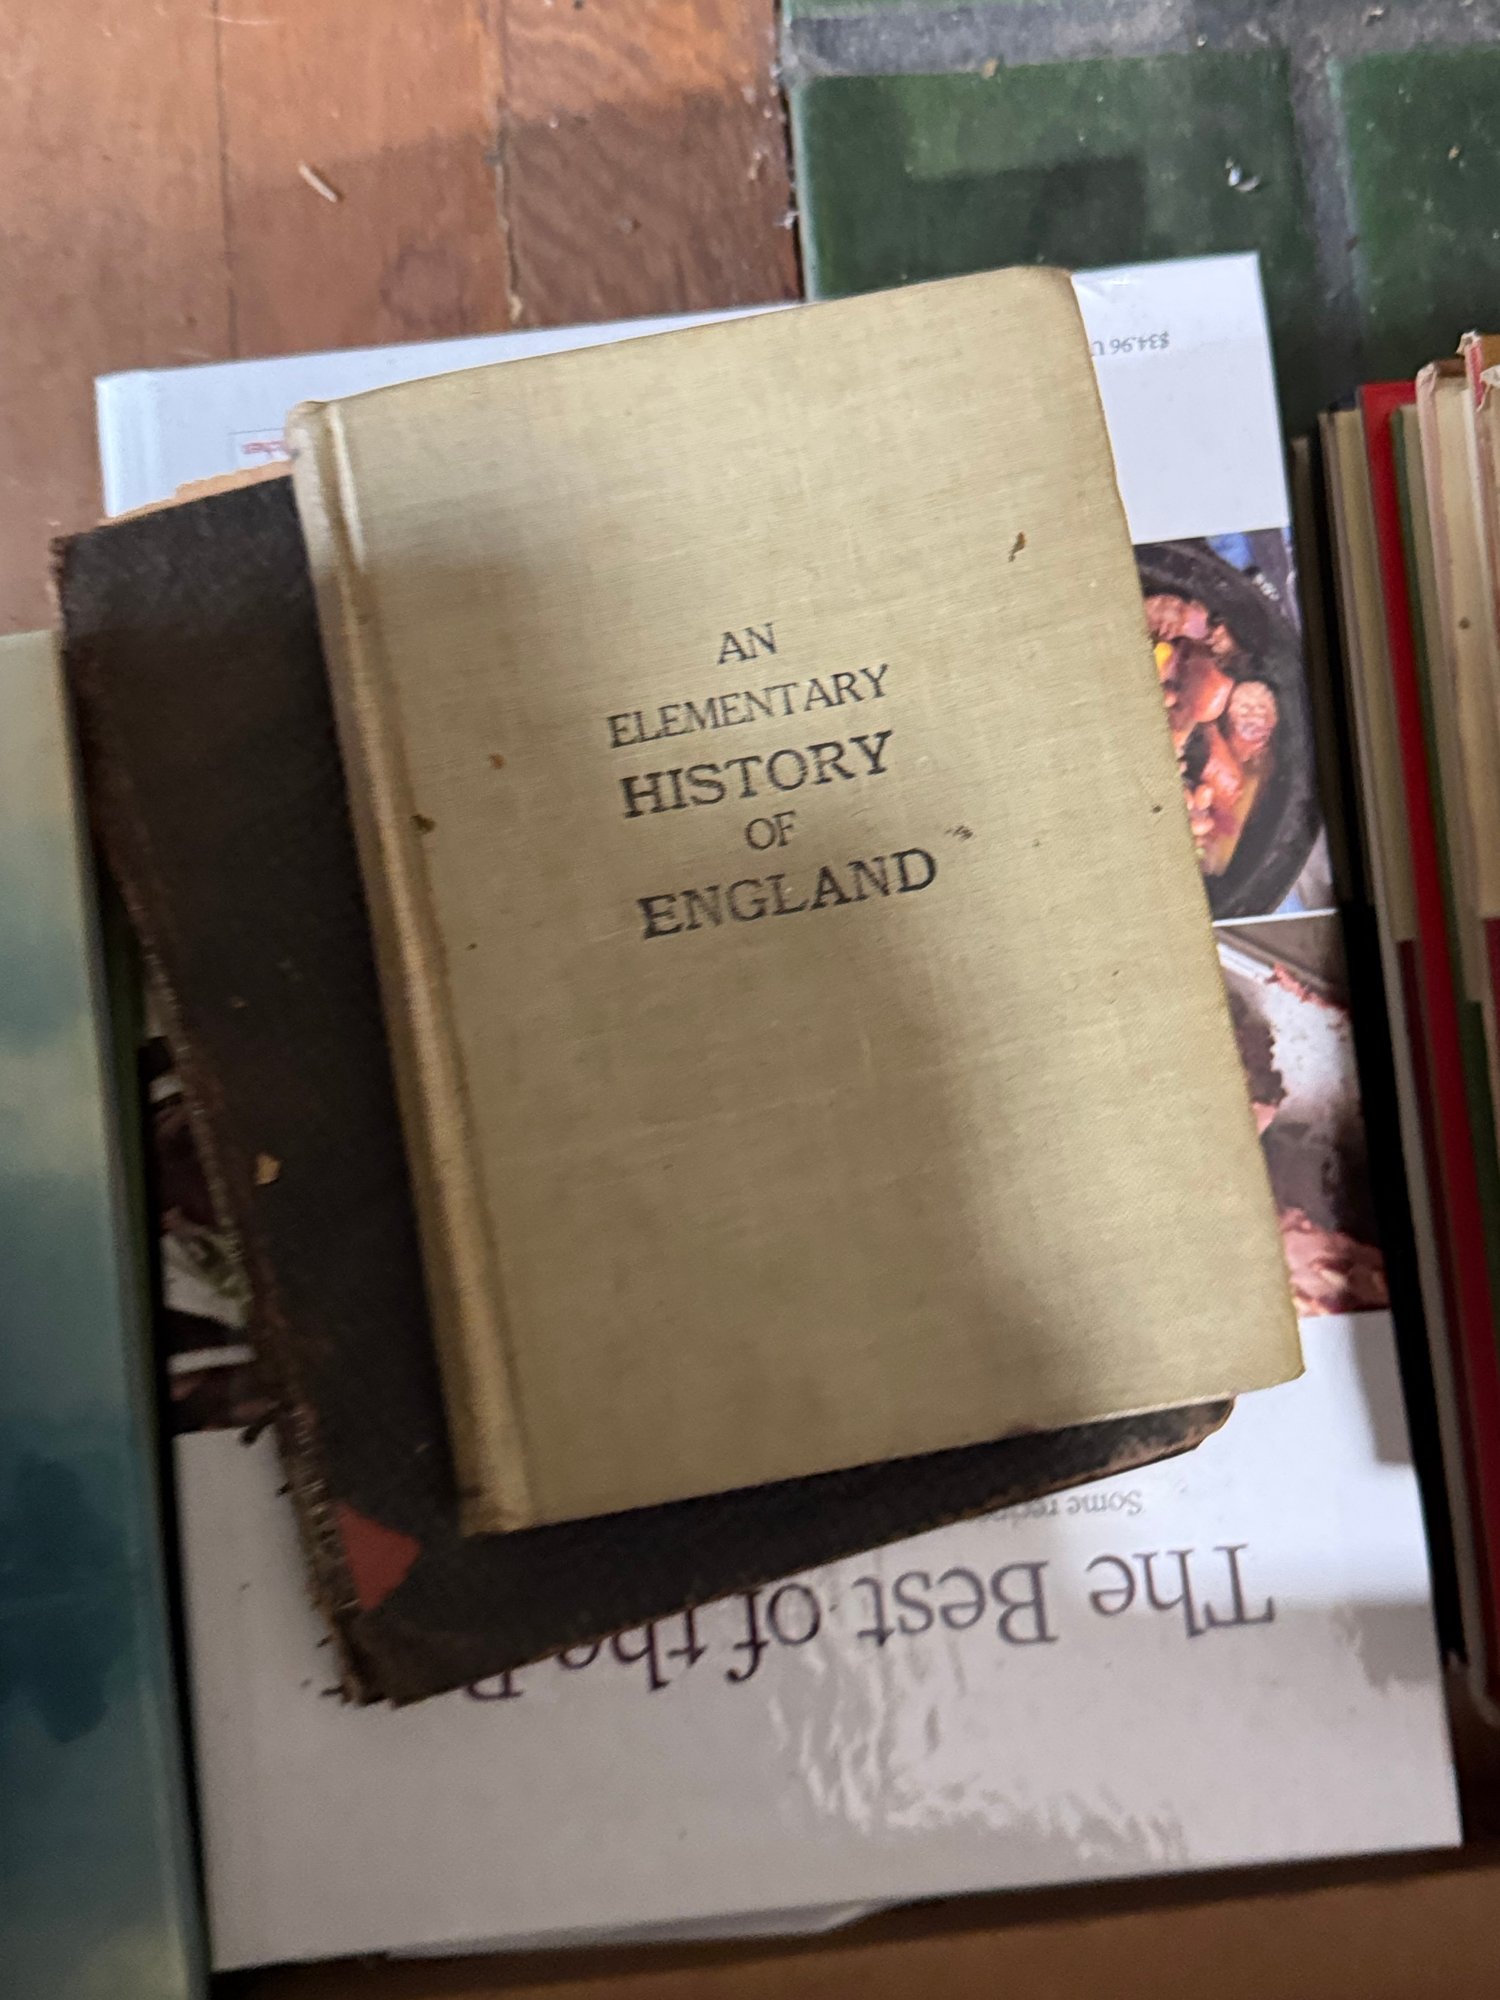 AN
ELEMENTARY
HISTORY
OF
ENGLAND
$34.96 U
The Best of the
Some